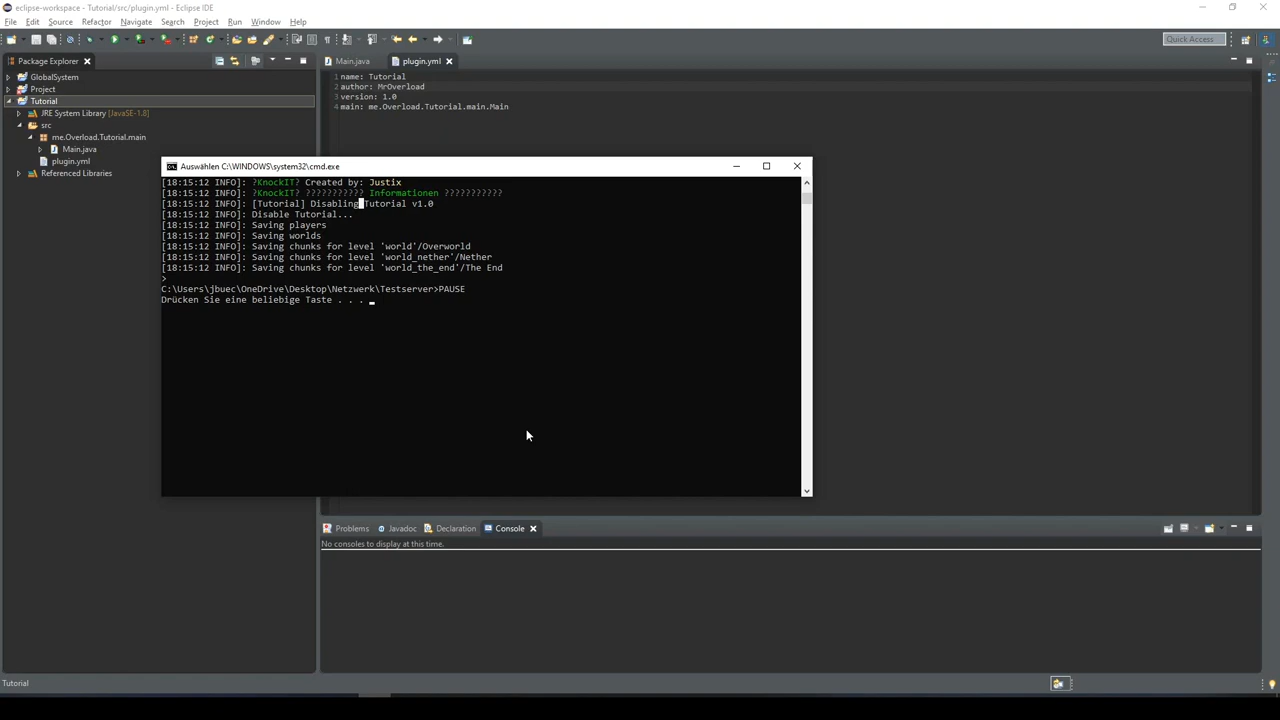 eclipse-workspace - Tutorial/src/plugin.yml - Eclipse IDE
File Edit Source Refactor Navigate Search Project Run Window Help
Quick Access
Package Explorer
Main.java
plugin.yml
GlobalSystem
Project
Tutorial
JRE System Library [JavaSE-1.8]
src
me.Overload.Tutorial.main
Main.java
plugin.yml
Referenced Libraries
1 name: Tutorial
2 author: MrOverload
3 version: 1.0
4 main: me.Overload.Tutorial.main.Main
Auswählen C:\WINDOWS\system32\cmd.exe
[18:15:12 INFO]: ?KnockIT? Created by: Justix
[18:15:12 INFO]: ?KnockIT? ??????????? Informationen ???????????
[18:15:12 INFO]: [Tutorial] Disabling Tutorial v1.0
[18:15:12 INFO]: Disable Tutorial...
[18:15:12 INFO]: Saving players
[18:15:12 INFO]: Saving worlds
[18:15:12 INFO]: Saving chunks for level 'world'/Overworld
[18:15:12 INFO]: Saving chunks for level 'world_nether'/Nether
[18:15:12 INFO]: Saving chunks for level 'world_the_end'/The End
>
C:\Users\jbuec\OneDrive\Desktop\Netzwerk\Testserver>PAUSE
Drücken Sie eine beliebige Taste . . .
Problems
Javadoc
Declaration
Console
No consoles to display at this time.
Tutorial